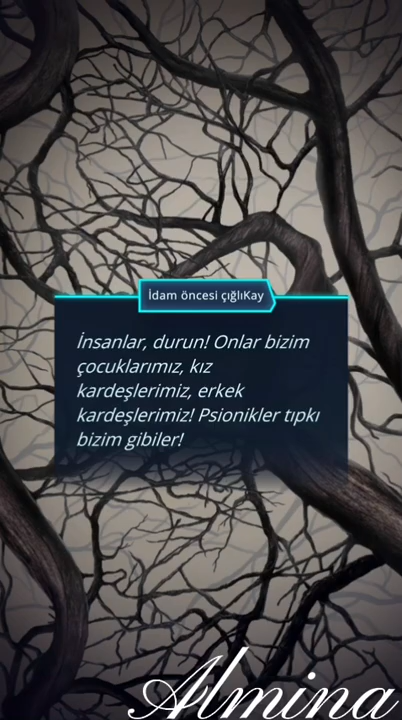 İdam öncesi çığlıKay
İnsanlar, durun! Onlar bizim
çocuklarımız, kız
kardeşlerimiz, erkek
kardeşlerimiz! Psionikler tıpkı
bizim gibiler!
Almina